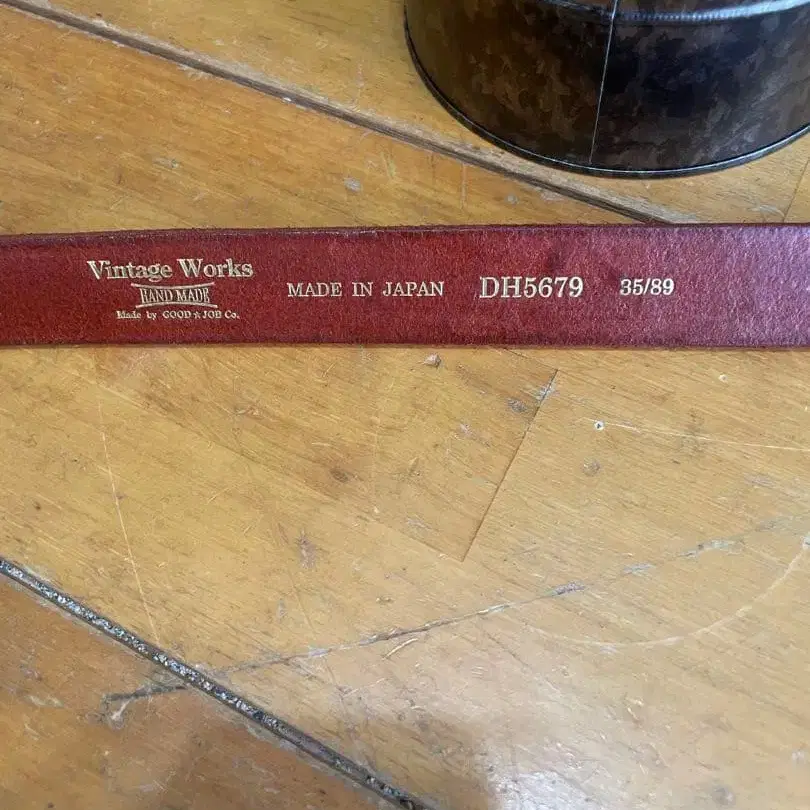 Vintage Works
HAND MADE
Made by GOOD☆JOB Co.
MADE IN JAPAN
DH5679
35/89